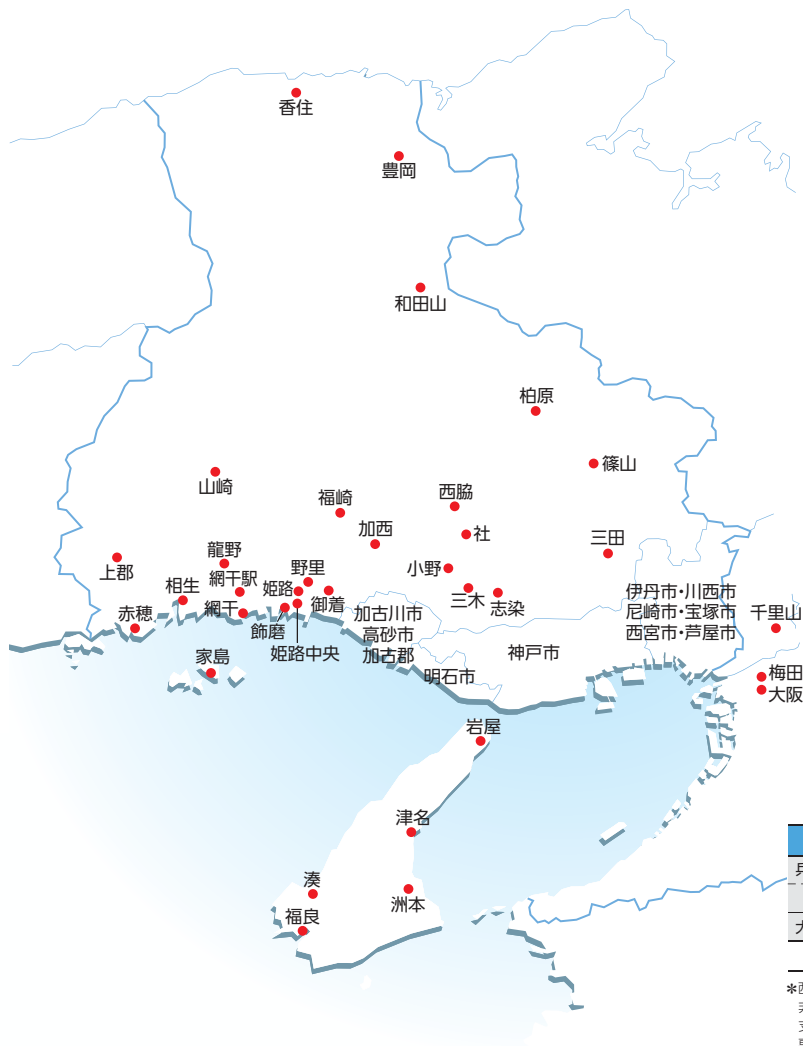 香住
豊岡
和田山
柏原
篠山
山崎
福崎
西脇
加西
社
三田
上郡
龍野
小野
相生
網干駅
姫路
野里
三木
志染
赤穂
網干
飾磨
御着
姫路中央
加古川市
高砂市
加古郡
伊丹市・川西市
尼崎市・宝塚市
西宮市・芦屋市
千里山
家島
明石市
神戸市
梅田
大阪
岩屋
津名
湊
洲本
福良